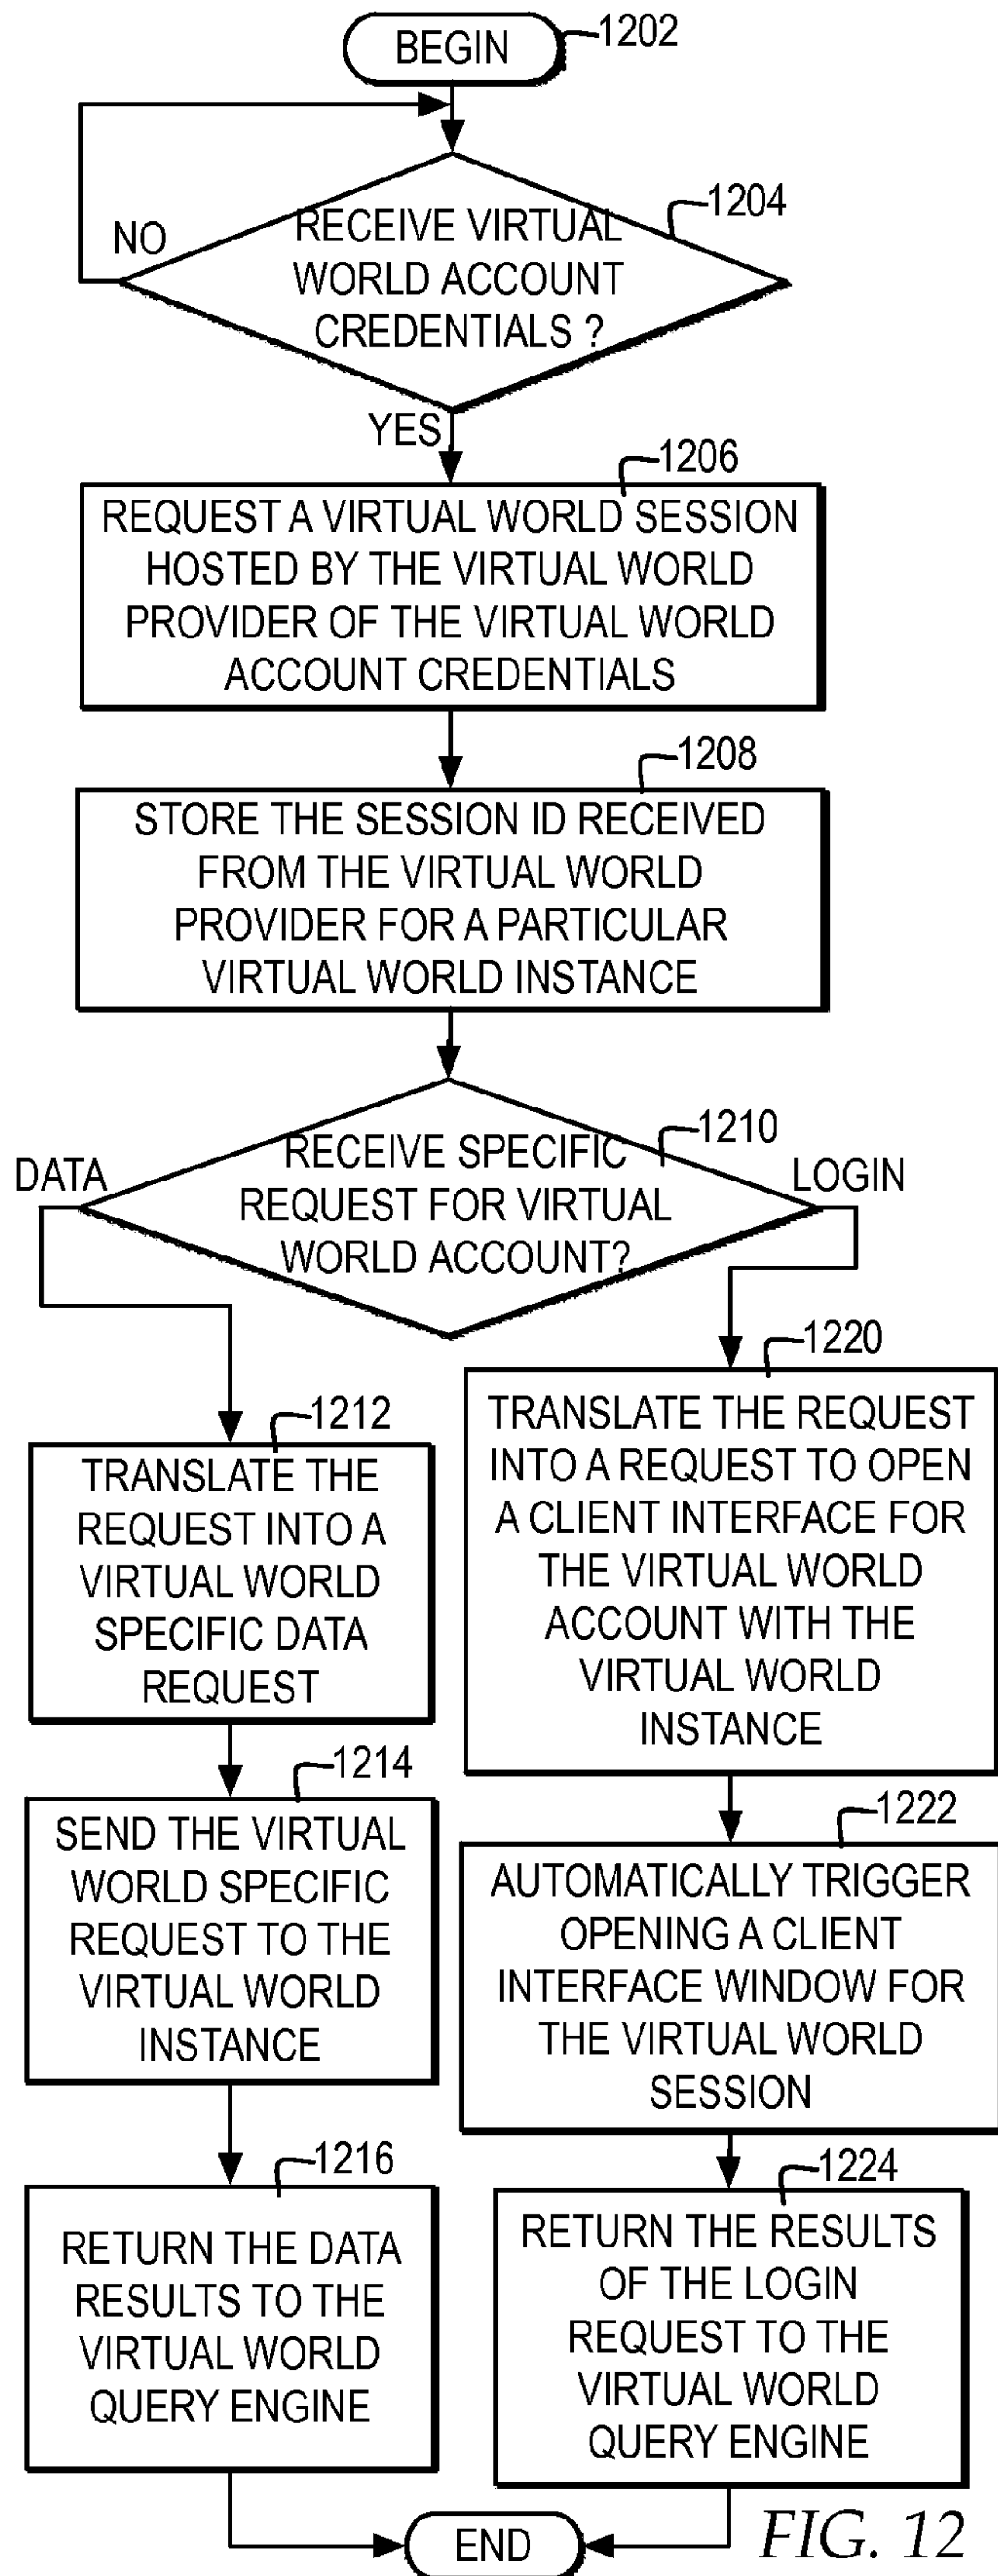 BEGIN
1202
NO
RECEIVE VIRTUAL
WORLD ACCOUNT
CREDENTIALS ?
1204
YES
1206
REQUEST A VIRTUAL WORLD SESSION
HOSTED BY THE VIRTUAL WORLD
PROVIDER OF THE VIRTUAL WORLD
ACCOUNT CREDENTIALS
1208
STORE THE SESSION ID RECEIVED
FROM THE VIRTUAL WORLD
PROVIDER FOR A PARTICULAR
VIRTUAL WORLD INSTANCE
1210
DATA
RECEIVE SPECIFIC
REQUEST FOR VIRTUAL
WORLD ACCOUNT?
LOGIN
1212
TRANSLATE THE
REQUEST INTO A
VIRTUAL WORLD
SPECIFIC DATA
REQUEST
1214
SEND THE VIRTUAL
WORLD SPECIFIC
REQUEST TO THE
VIRTUAL WORLD
INSTANCE
1216
RETURN THE DATA
RESULTS TO THE
VIRTUAL WORLD
QUERY ENGINE
1220
TRANSLATE THE REQUEST
INTO A REQUEST TO OPEN
A CLIENT INTERFACE FOR
THE VIRTUAL WORLD
ACCOUNT WITH THE
VIRTUAL WORLD
INSTANCE
1222
AUTOMATICALLY TRIGGER
OPENING A CLIENT
INTERFACE WINDOW FOR
THE VIRTUAL WORLD
SESSION
1224
RETURN THE RESULTS
OF THE LOGIN
REQUEST TO THE
VIRTUAL WORLD
QUERY ENGINE
END
FIG. 12